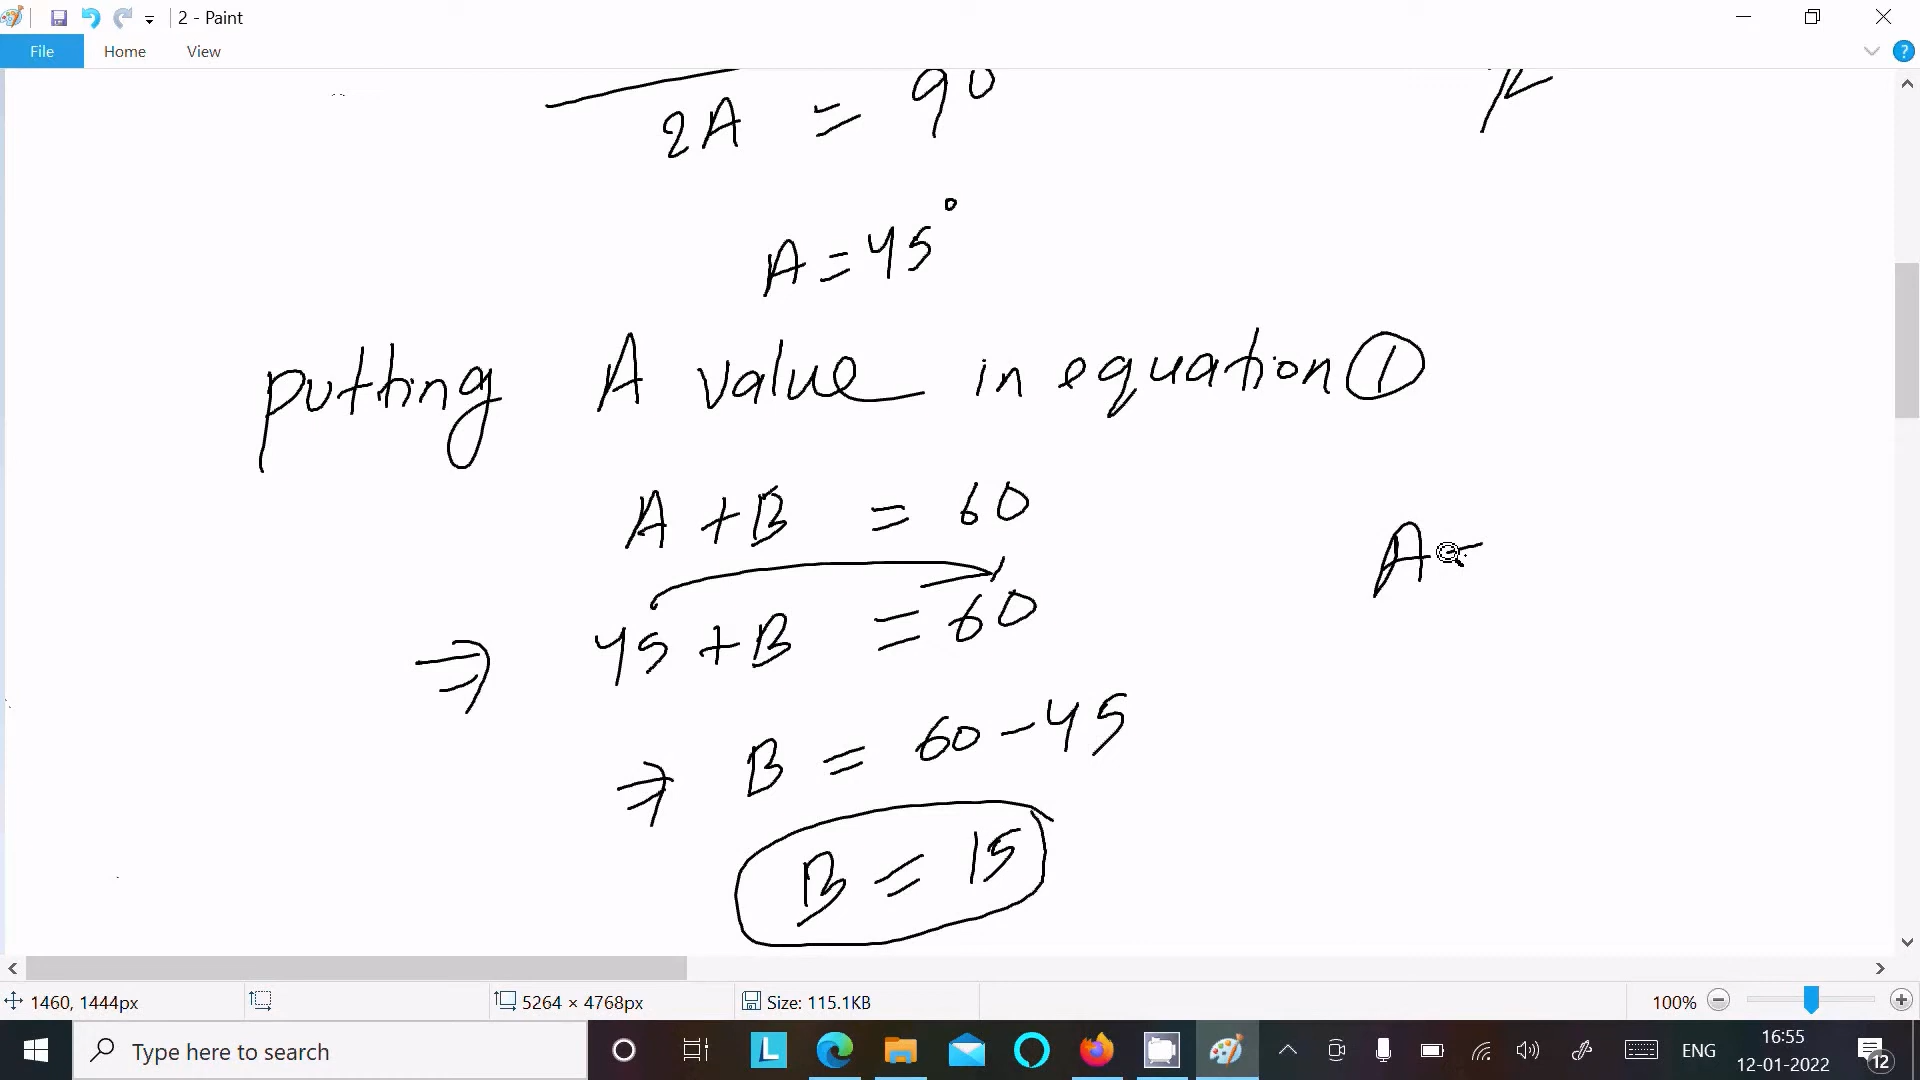 2 - Paint
File Home View
2A = 90
A = 45°
putting A value in equation ①
A + B = 60
⇒ 45 + B = 60
A =
⇒ B = 60 - 45
B = 15
1460, 1444px 5264 × 4768px Size: 115.1KB 100%
Type here to search
L
ENG 16:55
12-01-2022
12